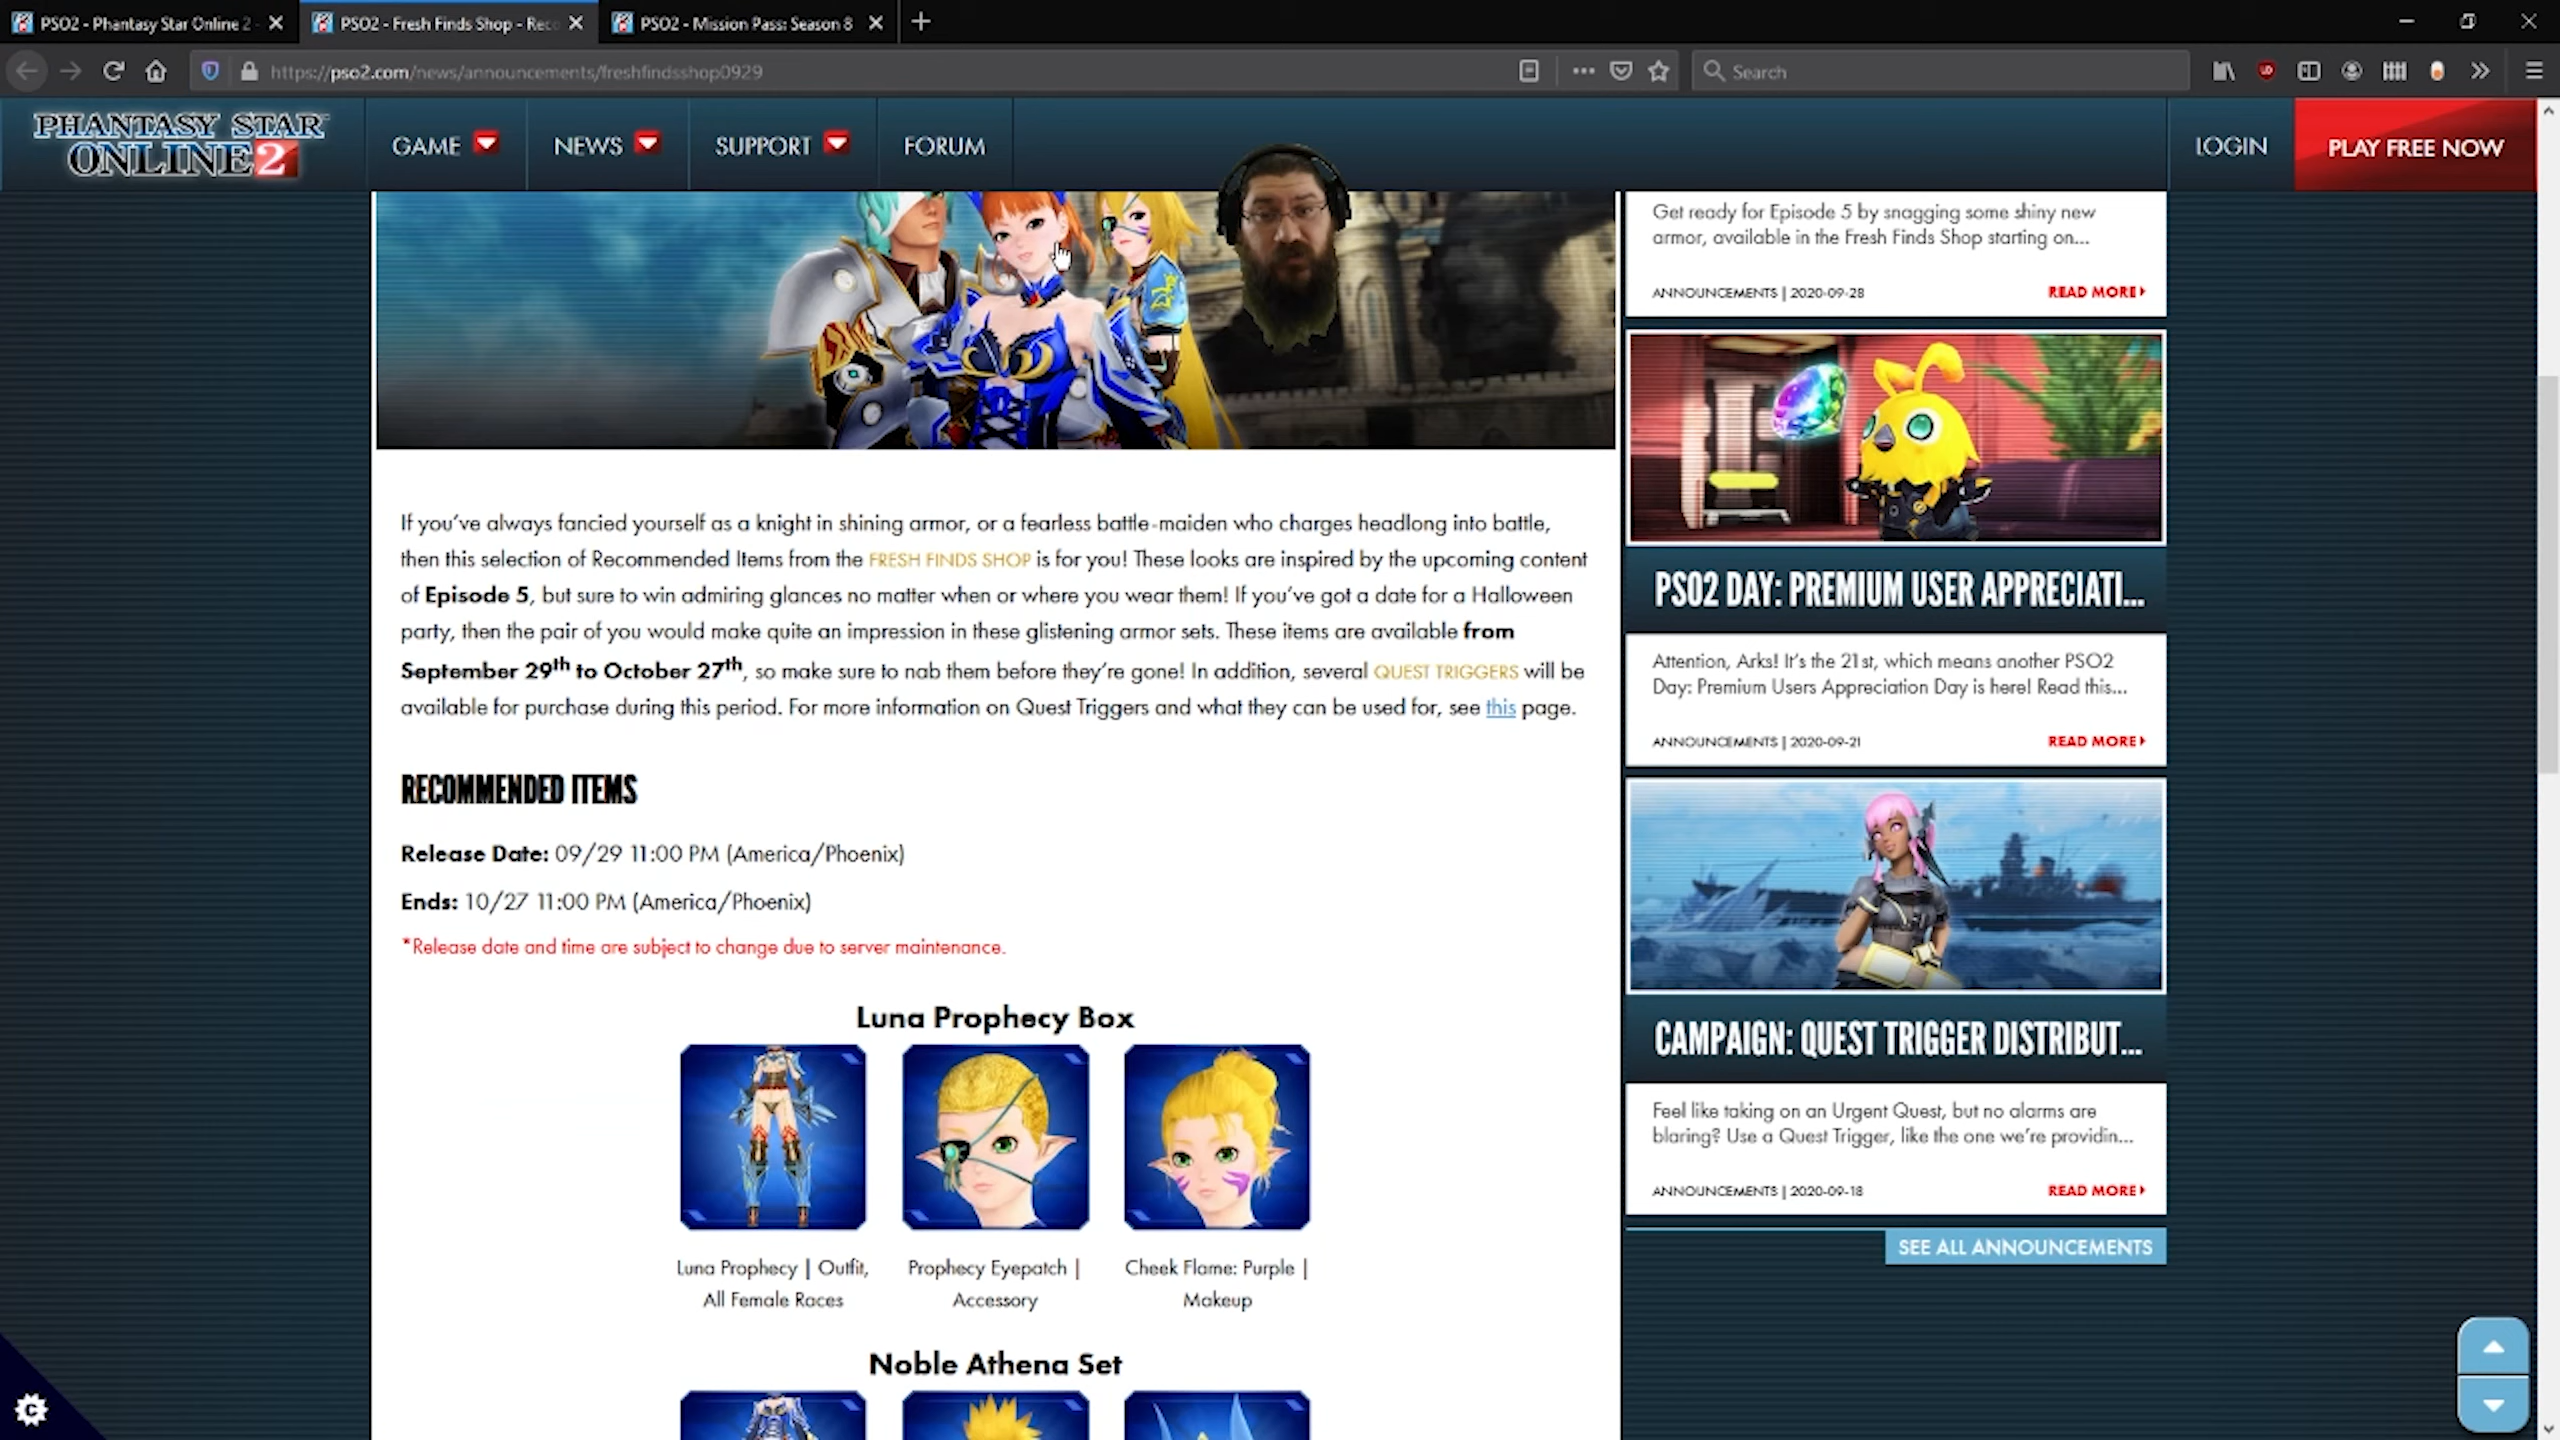 PSO2 - Phantasy Star Online 2 -
PSO2 - Fresh Finds Shop - Reco
PSO2 - Mission Pass: Season 8
https://pso2.com/news/announcements/freshfindsshop0929
Search
PHANTASY STAR
ONLINE 2
GAME
NEWS
SUPPORT
FORUM
LOGIN
PLAY FREE NOW
If you've always fancied yourself as a knight in shining armor, or a fearless battle-maiden who charges headlong into battle,
then this selection of Recommended Items from the FRESH FINDS SHOP is for you! These looks are inspired by the upcoming content
of Episode 5, but sure to win admiring glances no matter when or where you wear them! If you've got a date for a Halloween
party, then the pair of you would make quite an impression in these glistening armor sets. These items are available from
September 29th to October 27th, so make sure to nab them before they're gone! In addition, several QUEST TRIGGERS will be
available for purchase during this period. For more information on Quest Triggers and what they can be used for, see this page.
RECOMMENDED ITEMS
Release Date: 09/29 11:00 PM (America/Phoenix)
Ends: 10/27 11:00 PM (America/Phoenix)
*Release date and time are subject to change due to server maintenance.
Luna Prophecy Box
Luna Prophecy | Outfit,
All Female Races
Prophecy Eyepatch |
Accessory
Cheek Flame: Purple |
Makeup
Noble Athena Set
Get ready for Episode 5 by snagging some shiny new
armor, available in the Fresh Finds Shop starting on...
ANNOUNCEMENTS | 2020-09-28
READ MORE
PSO2 DAY: PREMIUM USER APPRECIATI...
Attention, Arks! It's the 21st, which means another PSO2
Day: Premium Users Appreciation Day is here! Read this...
ANNOUNCEMENTS | 2020-09-21
READ MORE
CAMPAIGN: QUEST TRIGGER DISTRIBUT...
Feel like taking on an Urgent Quest, but no alarms are
blaring? Use a Quest Trigger, like the one we're providin...
ANNOUNCEMENTS | 2020-09-18
READ MORE
SEE ALL ANNOUNCEMENTS